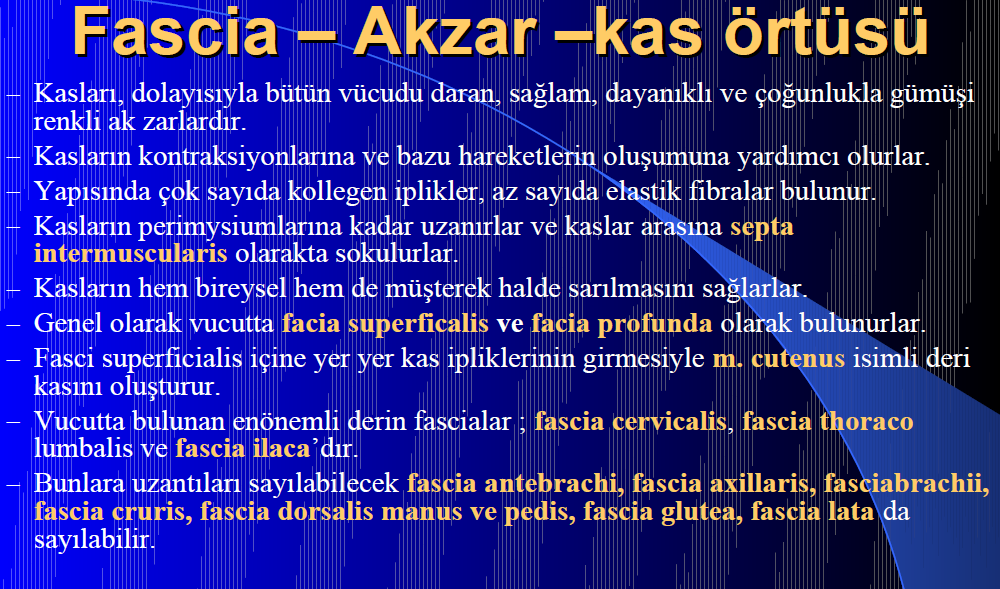 Fascia – Akzar –kas örtüsü
– Kasları, dolayısıyla bütün vücudu daran, sağlam, dayanıklı ve çoğunlukla gümüşi
renkli ak zarlardır.
– Kasların kontraksiyonlarına ve bazu hareketlerin oluşumuna yardımcı olurlar.
– Yapısında çok sayıda kollegen iplikler, az sayıda elastik fibralar bulunur.
– Kasların perimysiumlarına kadar uzanırlar ve kaslar arasına septa
intermuscularis olarakta sokulurlar.
– Kasların hem bireysel hem de müşterek halde sarılmasını sağlarlar.
– Genel olarak vucutta facia superficalis ve facia profunda olarak bulunurlar.
– Fasci superficialis içine yer yer kas ipliklerinin girmesiyle m. cutenus isimli deri
kasını oluşturur.
– Vucutta bulunan enönemli derin fascialar ; fascia cervicalis, fascia thoraco
lumbalis ve fascia ilaca’dır.
– Bunlara uzantıları sayılabilecek fascia antebrachi, fascia axillaris, fasciabrachii,
fascia cruris, fascia dorsalis manus ve pedis, fascia glutea, fascia lata da
sayılabilir.